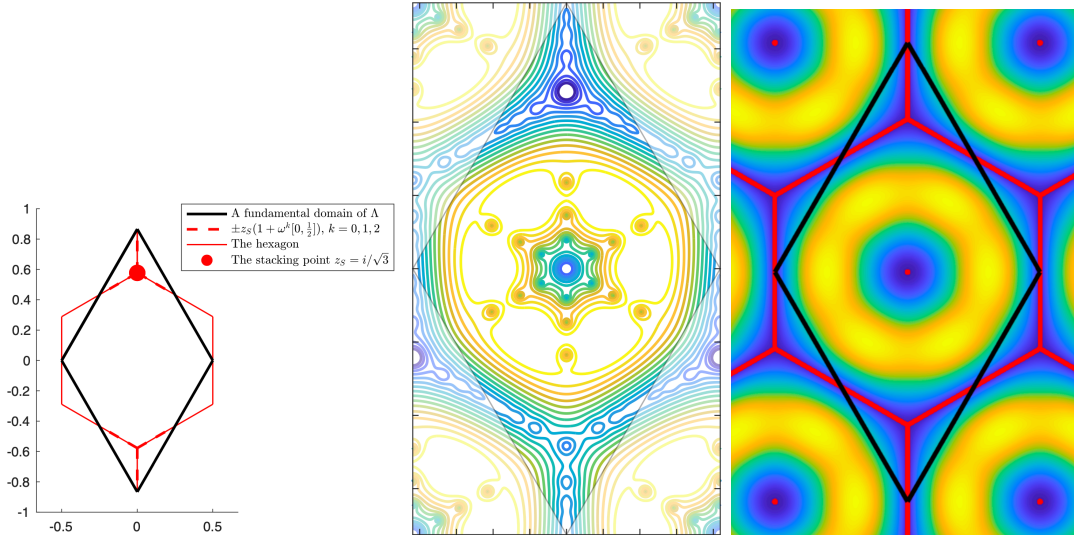 1
0.8
0.6
0.4
0.2
0
-0.2
-0.4
-0.6
-0.8
-1
-0.5 0 0.5
A fundamental domain of Λ
±z_S(1 + ω^k[0, 1/2]), k = 0, 1, 2
The hexagon
The stacking point z_S = i/√3